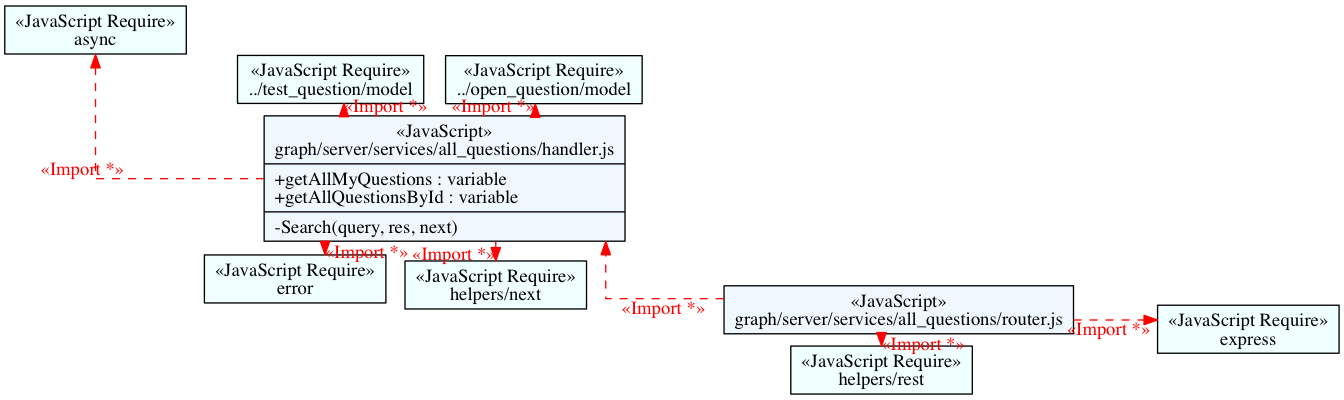 «JavaScript Require»
async
«JavaScript Require»
../test_question/model
«JavaScript Require»
../open_question/model
«Import *»
«Import *»
«JavaScript»
graph/server/services/all_questions/handler.js
«Import *»
+getAllMyQuestions : variable
+getAllQuestionsById : variable
-Search(query, res, next)
«Import *»
«Import *»
«JavaScript Require»
error
«JavaScript Require»
helpers/next
«Import *»
«JavaScript»
graph/server/services/all_questions/router.js
«Import *»
«JavaScript Require»
express
«Import *»
«JavaScript Require»
helpers/rest